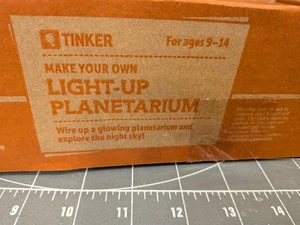 TINKER
For ages 9–14
MAKE YOUR OWN
LIGHT-UP
PLANETARIUM
Wire up a glowing planetarium and
explore the night sky!
9 10 11 12 13 14